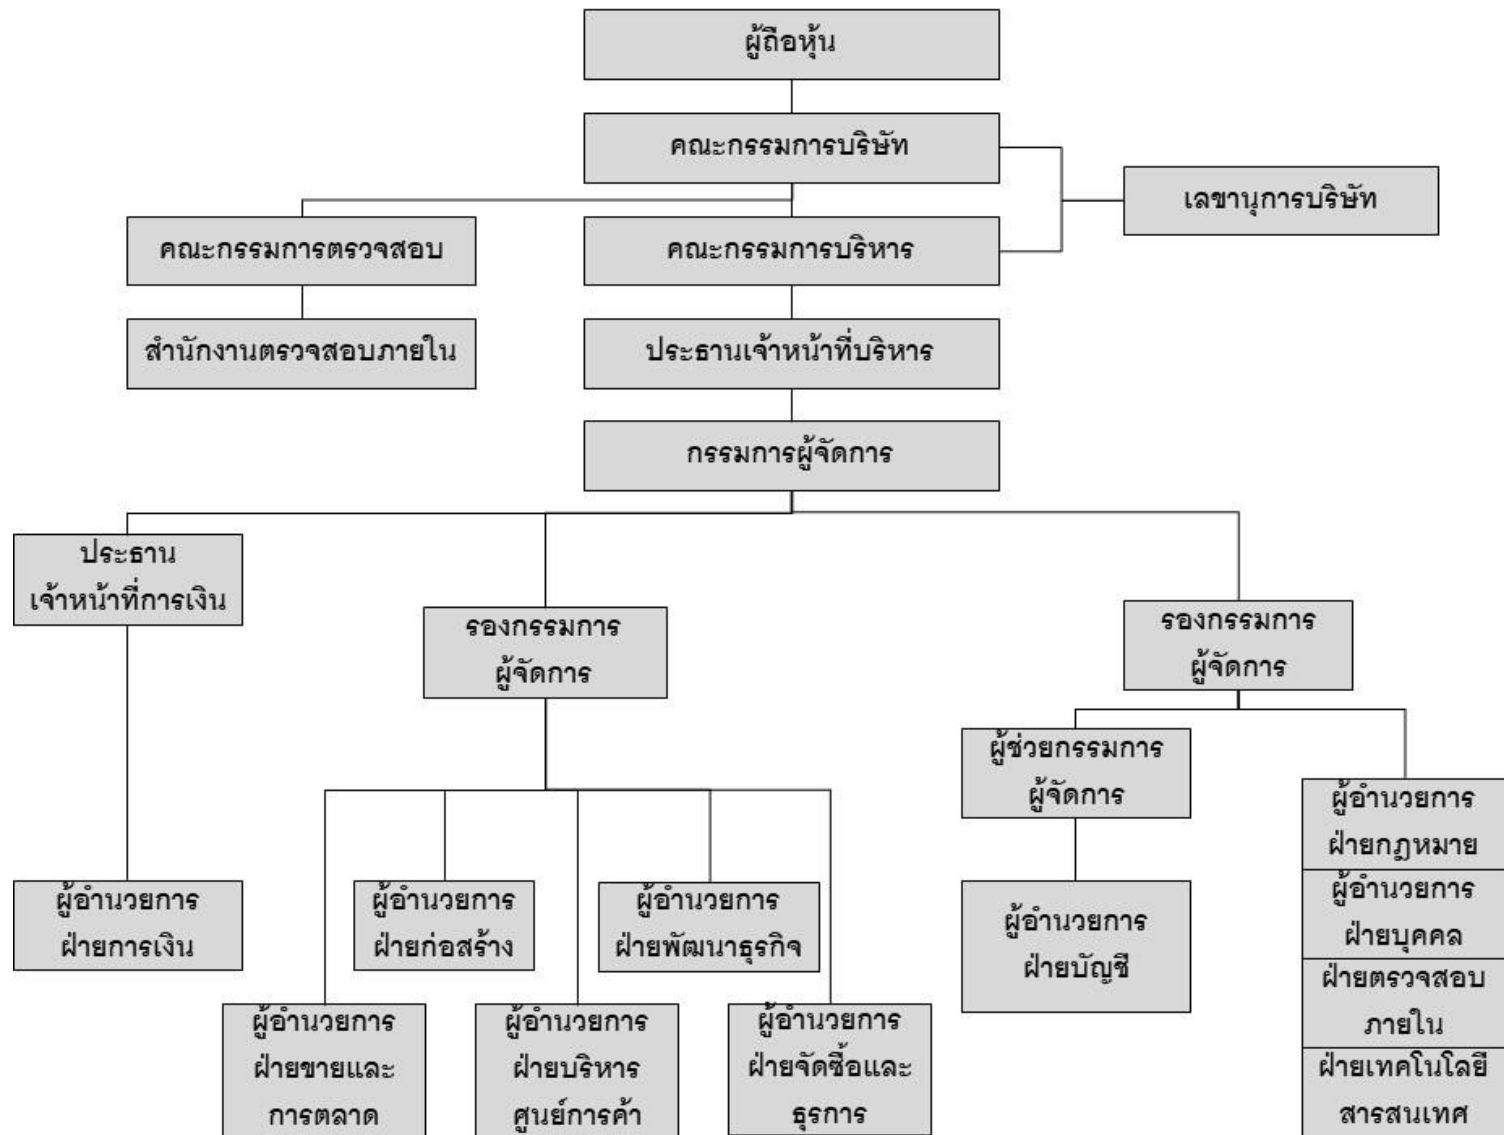 ผู้ถือหุ้น
คณะกรรมการบริษัท
เลขานุการบริษัท
คณะกรรมการตรวจสอบ
คณะกรรมการบริหาร
สำนักงานตรวจสอบภายใน
ประธานเจ้าหน้าที่บริหาร
กรรมการผู้จัดการ
ประธาน
เจ้าหน้าที่การเงิน
รองกรรมการ
ผู้จัดการ
รองกรรมการ
ผู้จัดการ
ผู้ช่วยกรรมการ
ผู้จัดการ
ผู้อำนวยการ
ฝ่ายการเงิน
ผู้อำนวยการ
ฝ่ายก่อสร้าง
ผู้อำนวยการ
ฝ่ายพัฒนาธุรกิจ
ผู้อำนวยการ
ฝ่ายขายและ
การตลาด
ผู้อำนวยการ
ฝ่ายบริหาร
ศูนย์การค้า
ผู้อำนวยการ
ฝ่ายจัดซื้อและ
ธุรการ
ผู้อำนวยการ
ฝ่ายบัญชี
ผู้อำนวยการ
ฝ่ายกฎหมาย
ผู้อำนวยการ
ฝ่ายบุคคล
ฝ่ายตรวจสอบ
ภายใน
ฝ่ายเทคโนโลยี
สารสนเทศ